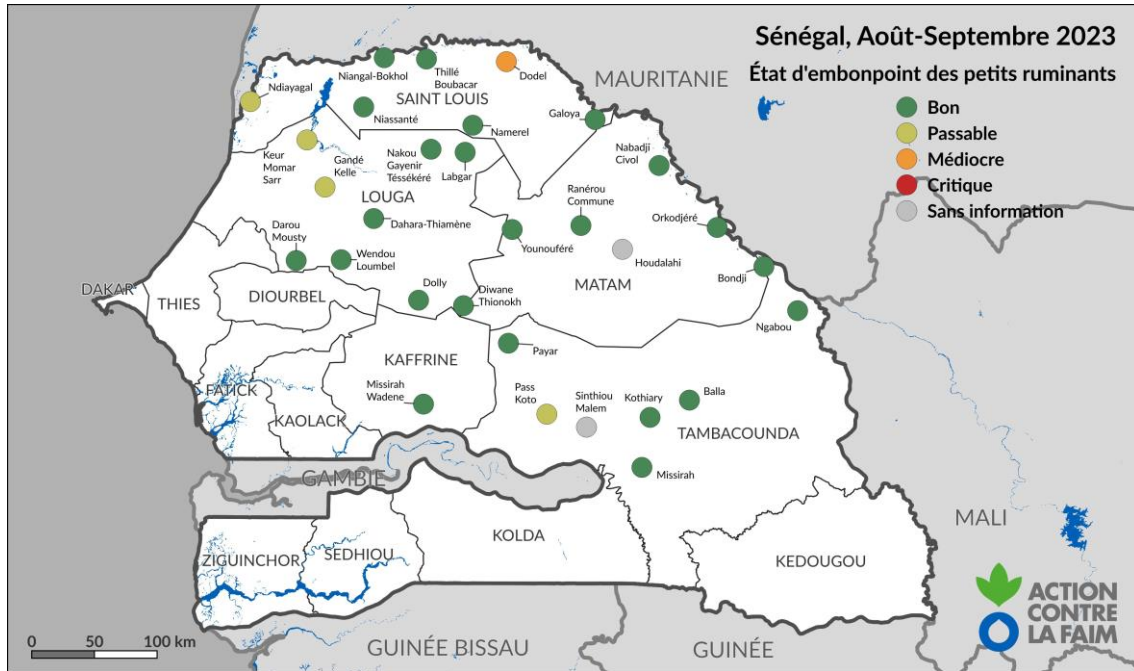 Sénégal, Août-Septembre 2023
État d'embonpoint des petits ruminants
Bon
Passable
Médiocre
Critique
Sans information
MAURITANIE
Niangal-Bokhol
Thillé
Boubacar
Dodel
Ndiayagal
SAINT LOUIS
Niassanté
Namerel
Galoya
Keur
Momar
Sarr
Gandé
Kelle
Nakou
Gayenir
Téssékéré
Labgar
Nabadji
Civol
LOUGA
Ranérou
Commune
Dahara-Thiamène
Younouféré
Orkodjéré
Darou
Mousty
Wendou
Loumbel
Houdalahi
Bondji
DAKAR
THIES
DIOURBEL
Dolly
Diwane
Thionokh
MATAM
Ngabou
KAFFRINE
Payar
FATICK
Missirah
Wadene
Pass
Koto
Sinthiou
Malem
Kothiary
Balla
KAOLACK
TAMBACOUNDA
GAMBIE
Missirah
MALI
ZIGUINCHOR
SEDHIOU
KOLDA
KEDOUGOU
0 50 100 km
GUINÉE BISSAU
GUINÉE
ACTION
CONTRE
LA FAIM